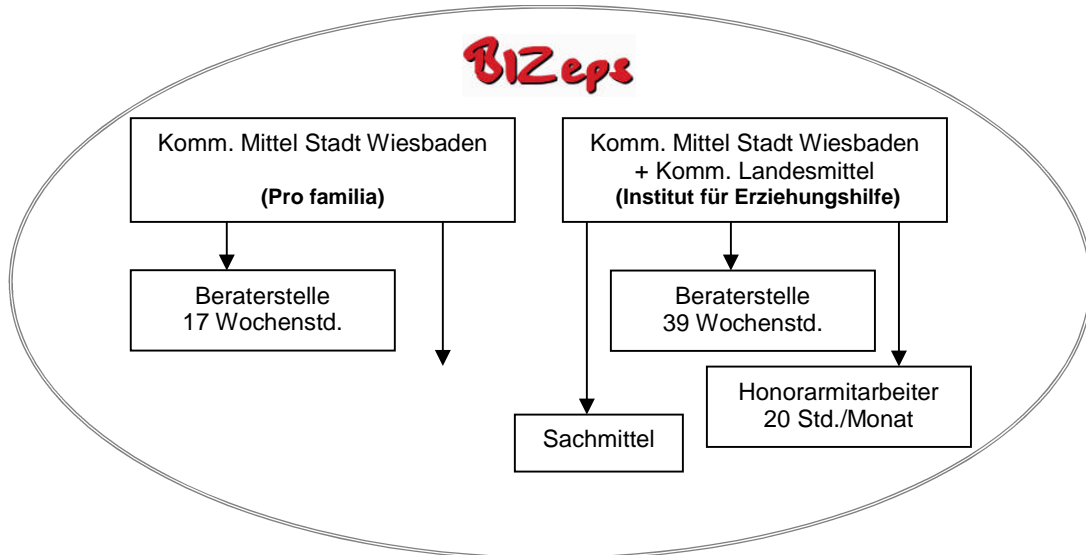 BIZeps
Komm. Mittel Stadt Wiesbaden
(Pro familia)
Komm. Mittel Stadt Wiesbaden
+ Komm. Landesmittel
(Institut für Erziehungshilfe)
Beraterstelle
17 Wochenstd.
Beraterstelle
39 Wochenstd.
Honorarmitarbeiter
20 Std./Monat
Sachmittel